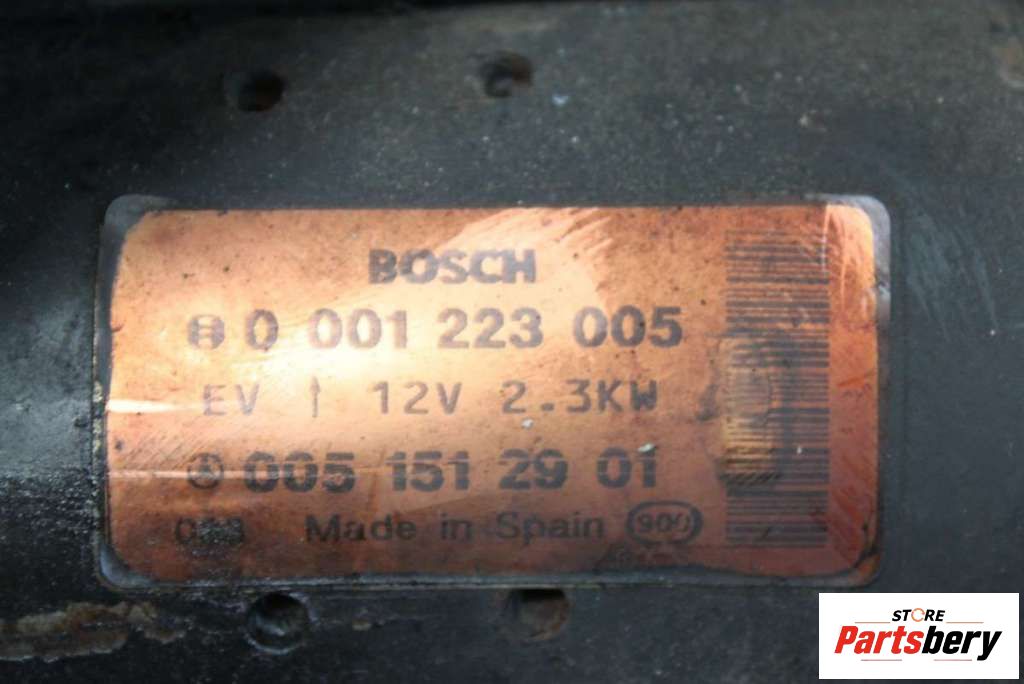 BOSCH
0 001 223 005
EV ↑ 12V 2.3KW
005 151 29 01
Made in Spain 900
STORE
Partsbery